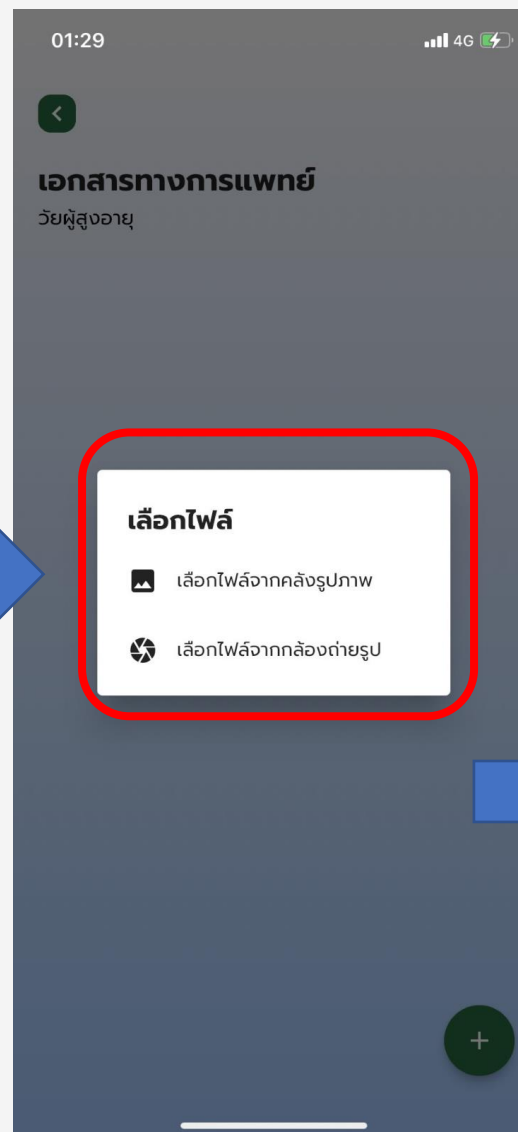 01:29
4G
เอกสารทางการแพทย์
วัยผู้สูงอายุ
เลือกไฟล์
เลือกไฟล์จากคลังรูปภาพ
เลือกไฟล์จากกล้องถ่ายรูป